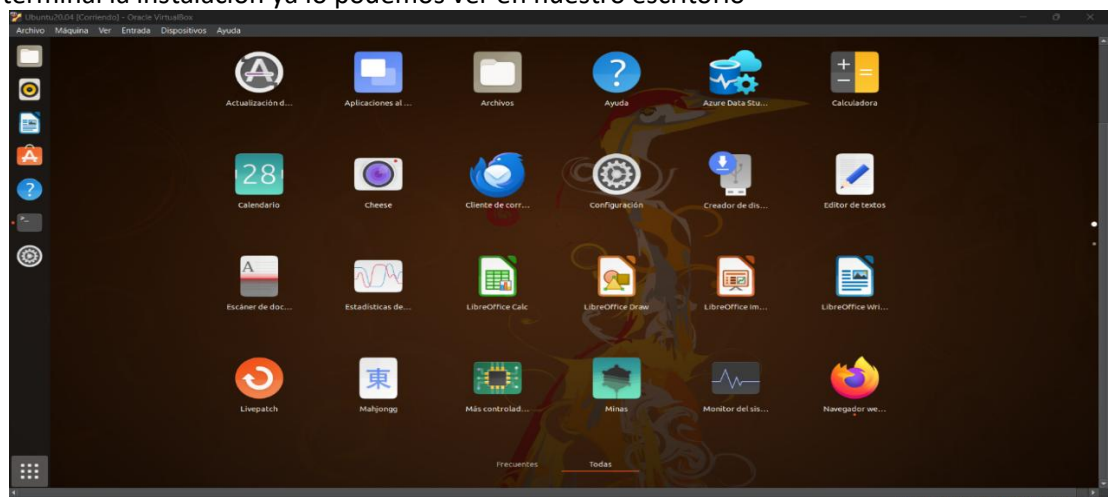 terminar la instalación ya lo podemos ver en nuestro escritorio
Ubuntu20.04 [Corriendo] - Oracle VirtualBox
Archivo Máquina Ver Entrada Dispositivos Ayuda
Actualización d... Aplicaciones al ... Archivos Ayuda Azure Data Stu... Calculadora
28
Calendario Cheese Cliente de corr... Configuración Creador de dis... Editor de textos
A
Escáner de doc... Estadísticas de... LibreOffice Calc LibreOffice Draw LibreOffice Im... LibreOffice Wri...
東
Livepatch Mahjongg Más controlad... Minas Monitor del sis... Navegador we...
Frecuentes Todas